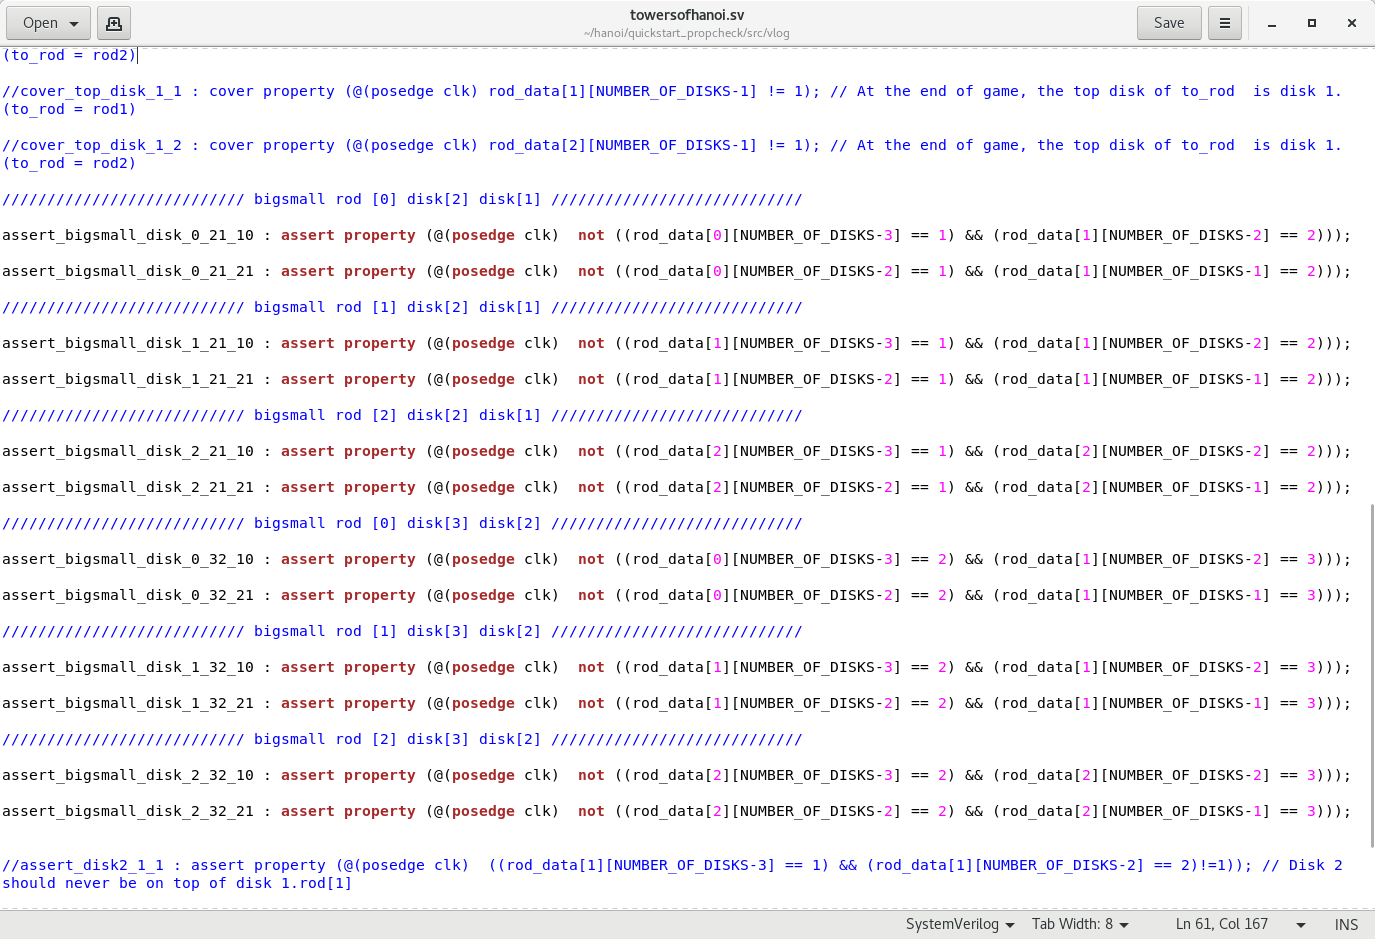 Open
towersofhanoi.sv
~/hanoi/quickstart_propcheck/src/vlog
Save
(to_rod = rod2)
//cover_top_disk_1_1 : cover property (@(posedge clk) rod_data[1][NUMBER_OF_DISKS-1] != 1); // At the end of game, the top disk of to_rod  is disk 1.
(to_rod = rod1)
//cover_top_disk_1_2 : cover property (@(posedge clk) rod_data[2][NUMBER_OF_DISKS-1] != 1); // At the end of game, the top disk of to_rod  is disk 1.
(to_rod = rod2)
/////////////////////////// bigsmall rod [0] disk[2] disk[1] ////////////////////////////
assert_bigsmall_disk_0_21_10 : assert property (@(posedge clk)  not ((rod_data[0][NUMBER_OF_DISKS-3] == 1) && (rod_data[1][NUMBER_OF_DISKS-2] == 2)));
assert_bigsmall_disk_0_21_21 : assert property (@(posedge clk)  not ((rod_data[0][NUMBER_OF_DISKS-2] == 1) && (rod_data[1][NUMBER_OF_DISKS-1] == 2)));
/////////////////////////// bigsmall rod [1] disk[2] disk[1] ////////////////////////////
assert_bigsmall_disk_1_21_10 : assert property (@(posedge clk)  not ((rod_data[1][NUMBER_OF_DISKS-3] == 1) && (rod_data[1][NUMBER_OF_DISKS-2] == 2)));
assert_bigsmall_disk_1_21_21 : assert property (@(posedge clk)  not ((rod_data[1][NUMBER_OF_DISKS-2] == 1) && (rod_data[1][NUMBER_OF_DISKS-1] == 2)));
/////////////////////////// bigsmall rod [2] disk[2] disk[1] ////////////////////////////
assert_bigsmall_disk_2_21_10 : assert property (@(posedge clk)  not ((rod_data[2][NUMBER_OF_DISKS-3] == 1) && (rod_data[2][NUMBER_OF_DISKS-2] == 2)));
assert_bigsmall_disk_2_21_21 : assert property (@(posedge clk)  not ((rod_data[2][NUMBER_OF_DISKS-2] == 1) && (rod_data[2][NUMBER_OF_DISKS-1] == 2)));
/////////////////////////// bigsmall rod [0] disk[3] disk[2] ////////////////////////////
assert_bigsmall_disk_0_32_10 : assert property (@(posedge clk)  not ((rod_data[0][NUMBER_OF_DISKS-3] == 2) && (rod_data[1][NUMBER_OF_DISKS-2] == 3)));
assert_bigsmall_disk_0_32_21 : assert property (@(posedge clk)  not ((rod_data[0][NUMBER_OF_DISKS-2] == 2) && (rod_data[1][NUMBER_OF_DISKS-1] == 3)));
/////////////////////////// bigsmall rod [1] disk[3] disk[2] ////////////////////////////
assert_bigsmall_disk_1_32_10 : assert property (@(posedge clk)  not ((rod_data[1][NUMBER_OF_DISKS-3] == 2) && (rod_data[1][NUMBER_OF_DISKS-2] == 3)));
assert_bigsmall_disk_1_32_21 : assert property (@(posedge clk)  not ((rod_data[1][NUMBER_OF_DISKS-2] == 2) && (rod_data[1][NUMBER_OF_DISKS-1] == 3)));
/////////////////////////// bigsmall rod [2] disk[3] disk[2] ////////////////////////////
assert_bigsmall_disk_2_32_10 : assert property (@(posedge clk)  not ((rod_data[2][NUMBER_OF_DISKS-3] == 2) && (rod_data[2][NUMBER_OF_DISKS-2] == 3)));
assert_bigsmall_disk_2_32_21 : assert property (@(posedge clk)  not ((rod_data[2][NUMBER_OF_DISKS-2] == 2) && (rod_data[2][NUMBER_OF_DISKS-1] == 3)));
//assert_disk2_1_1 : assert property (@(posedge clk)  ((rod_data[1][NUMBER_OF_DISKS-3] == 1) && (rod_data[1][NUMBER_OF_DISKS-2] == 2)!=1)); // Disk 2
should never be on top of disk 1.rod[1]
SystemVerilog
Tab Width: 8
Ln 61, Col 167
INS